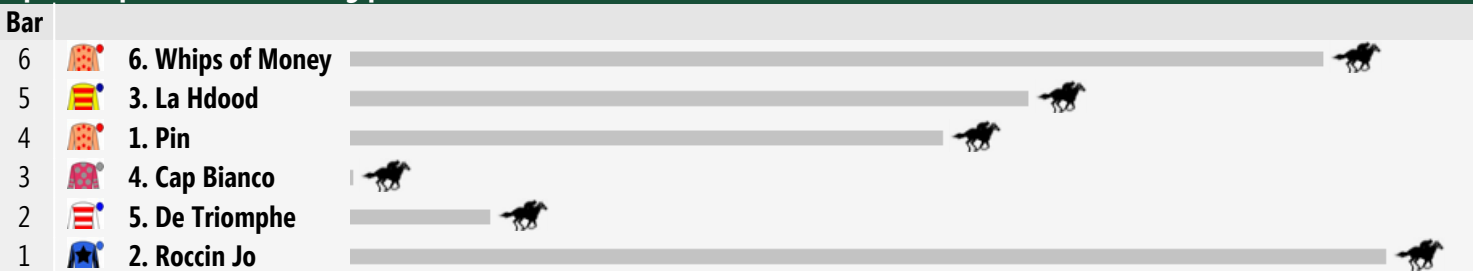 Bar
6 6. Whips of Money
5 3. La Hdood
4 1. Pin
3 4. Cap Bianco
2 5. De Triomphe
1 2. Roccin Jo